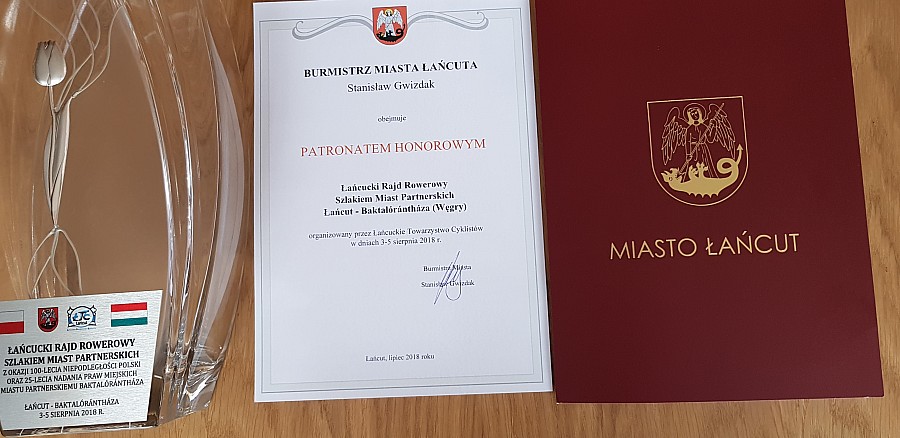 ŁAŃCUCKI RAJD ROWEROWY
SZLAKIEM MIAST PARTNERSKICH
Z OKAZJI 100-LECIA NIEPODLEGŁOŚCI POLSKI
ORAZ 25-LECIA NADANIA PRAW MIEJSKICH
MIASTU PARTNERSKIEMU BAKTALÓRÁNTHÁZA
ŁAŃCUT - BAKTALÓRÁNTHÁZA
3-5 SIERPNIA 2018 R.
BURMISTRZ MIASTA ŁAŃCUTA
Stanisław Gwizdak
obejmuje
PATRONATEM HONOROWYM
Łańcucki Rajd Rowerowy
Szlakiem Miast Partnerskich
Łańcut - Baktalórántháza (Węgry)
organizowany przez Łańcuckie Towarzystwo Cyklistów
w dniach 3-5 sierpnia 2018 r.
Burmistrz Miasta
Stanisław Gwizdak
Łańcut, lipiec 2018 roku
MIASTO ŁAŃCUT